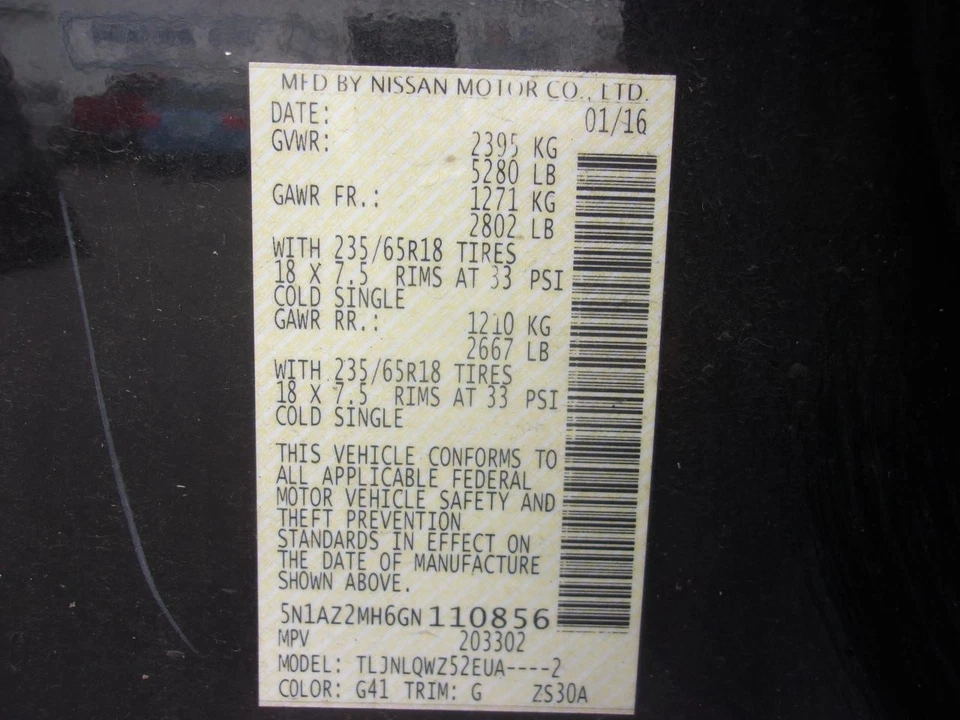 MFD BY NISSAN MOTOR CO., LTD.
DATE: 01/16
GVWR: 2395 KG
5280 LB
GAWR FR.: 1271 KG
2802 LB
WITH 235/65R18 TIRES
18 X 7.5 RIMS AT 33 PSI
COLD SINGLE
GAWR RR.: 1210 KG
2667 LB
WITH 235/65R18 TIRES
18 X 7.5 RIMS AT 33 PSI
COLD SINGLE
THIS VEHICLE CONFORMS TO
ALL APPLICABLE FEDERAL
MOTOR VEHICLE SAFETY AND
THEFT PREVENTION
STANDARDS IN EFFECT ON
THE DATE OF MANUFACTURE
SHOWN ABOVE.
5N1AZ2MH6GN110856
MPV 203302
MODEL: TLJNLQWZ52EUA----2
COLOR: G41 TRIM: G ZS30A